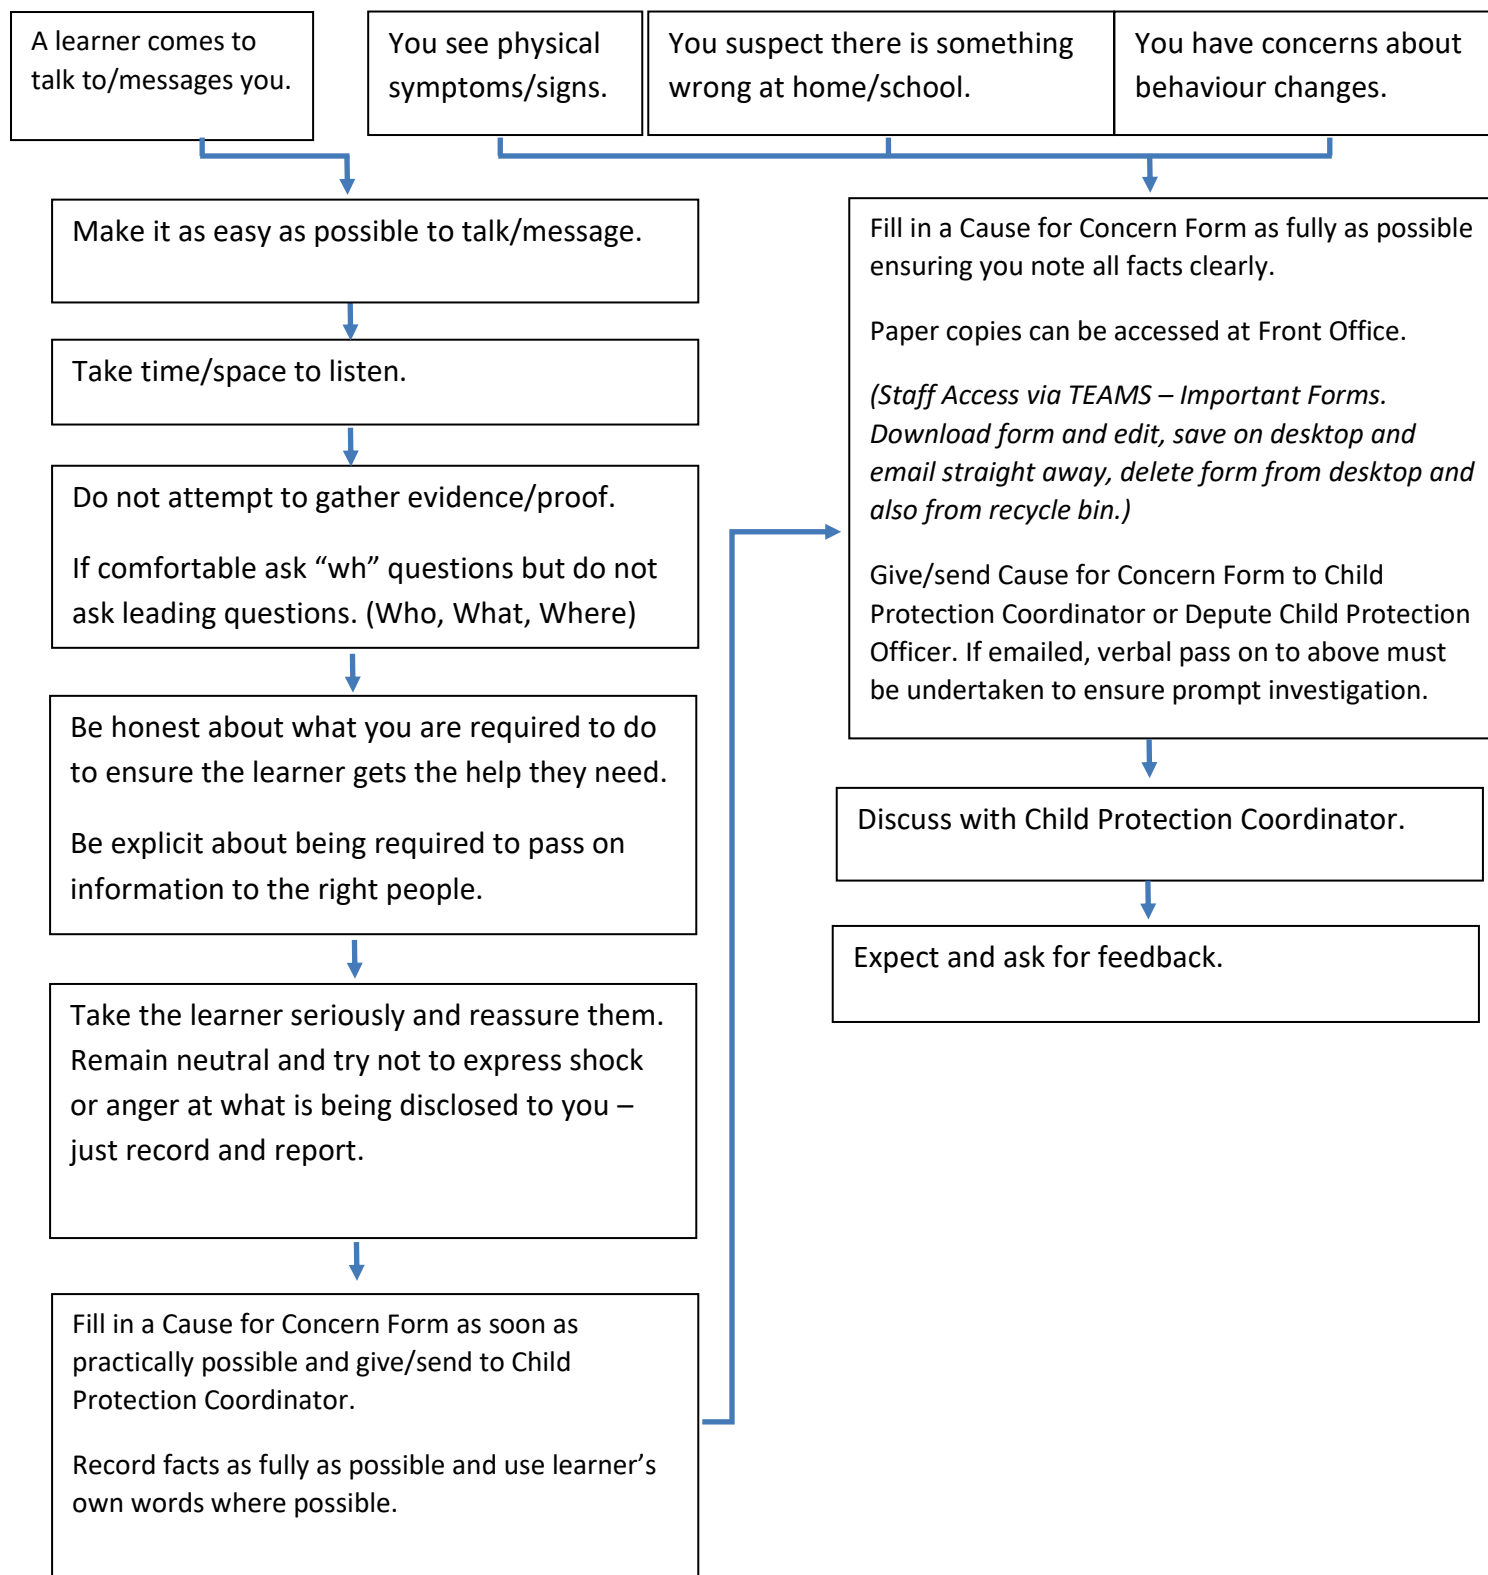 A learner comes to
talk to/messages you.
You see physical
symptoms/signs.
You suspect there is something
wrong at home/school.
You have concerns about
behaviour changes.
Make it as easy as possible to talk/message.
Take time/space to listen.
Do not attempt to gather evidence/proof.
If comfortable ask “wh” questions but do not
ask leading questions. (Who, What, Where)
Be honest about what you are required to do
to ensure the learner gets the help they need.
Be explicit about being required to pass on
information to the right people.
Take the learner seriously and reassure them.
Remain neutral and try not to express shock
or anger at what is being disclosed to you –
just record and report.
Fill in a Cause for Concern Form as soon as
practically possible and give/send to Child
Protection Coordinator.
Record facts as fully as possible and use learner’s
own words where possible.
Fill in a Cause for Concern Form as fully as possible
ensuring you note all facts clearly.
Paper copies can be accessed at Front Office.
(Staff Access via TEAMS – Important Forms.
Download form and edit, save on desktop and
email straight away, delete form from desktop and
also from recycle bin.)
Give/send Cause for Concern Form to Child
Protection Coordinator or Depute Child Protection
Officer. If emailed, verbal pass on to above must
be undertaken to ensure prompt investigation.
Discuss with Child Protection Coordinator.
Expect and ask for feedback.